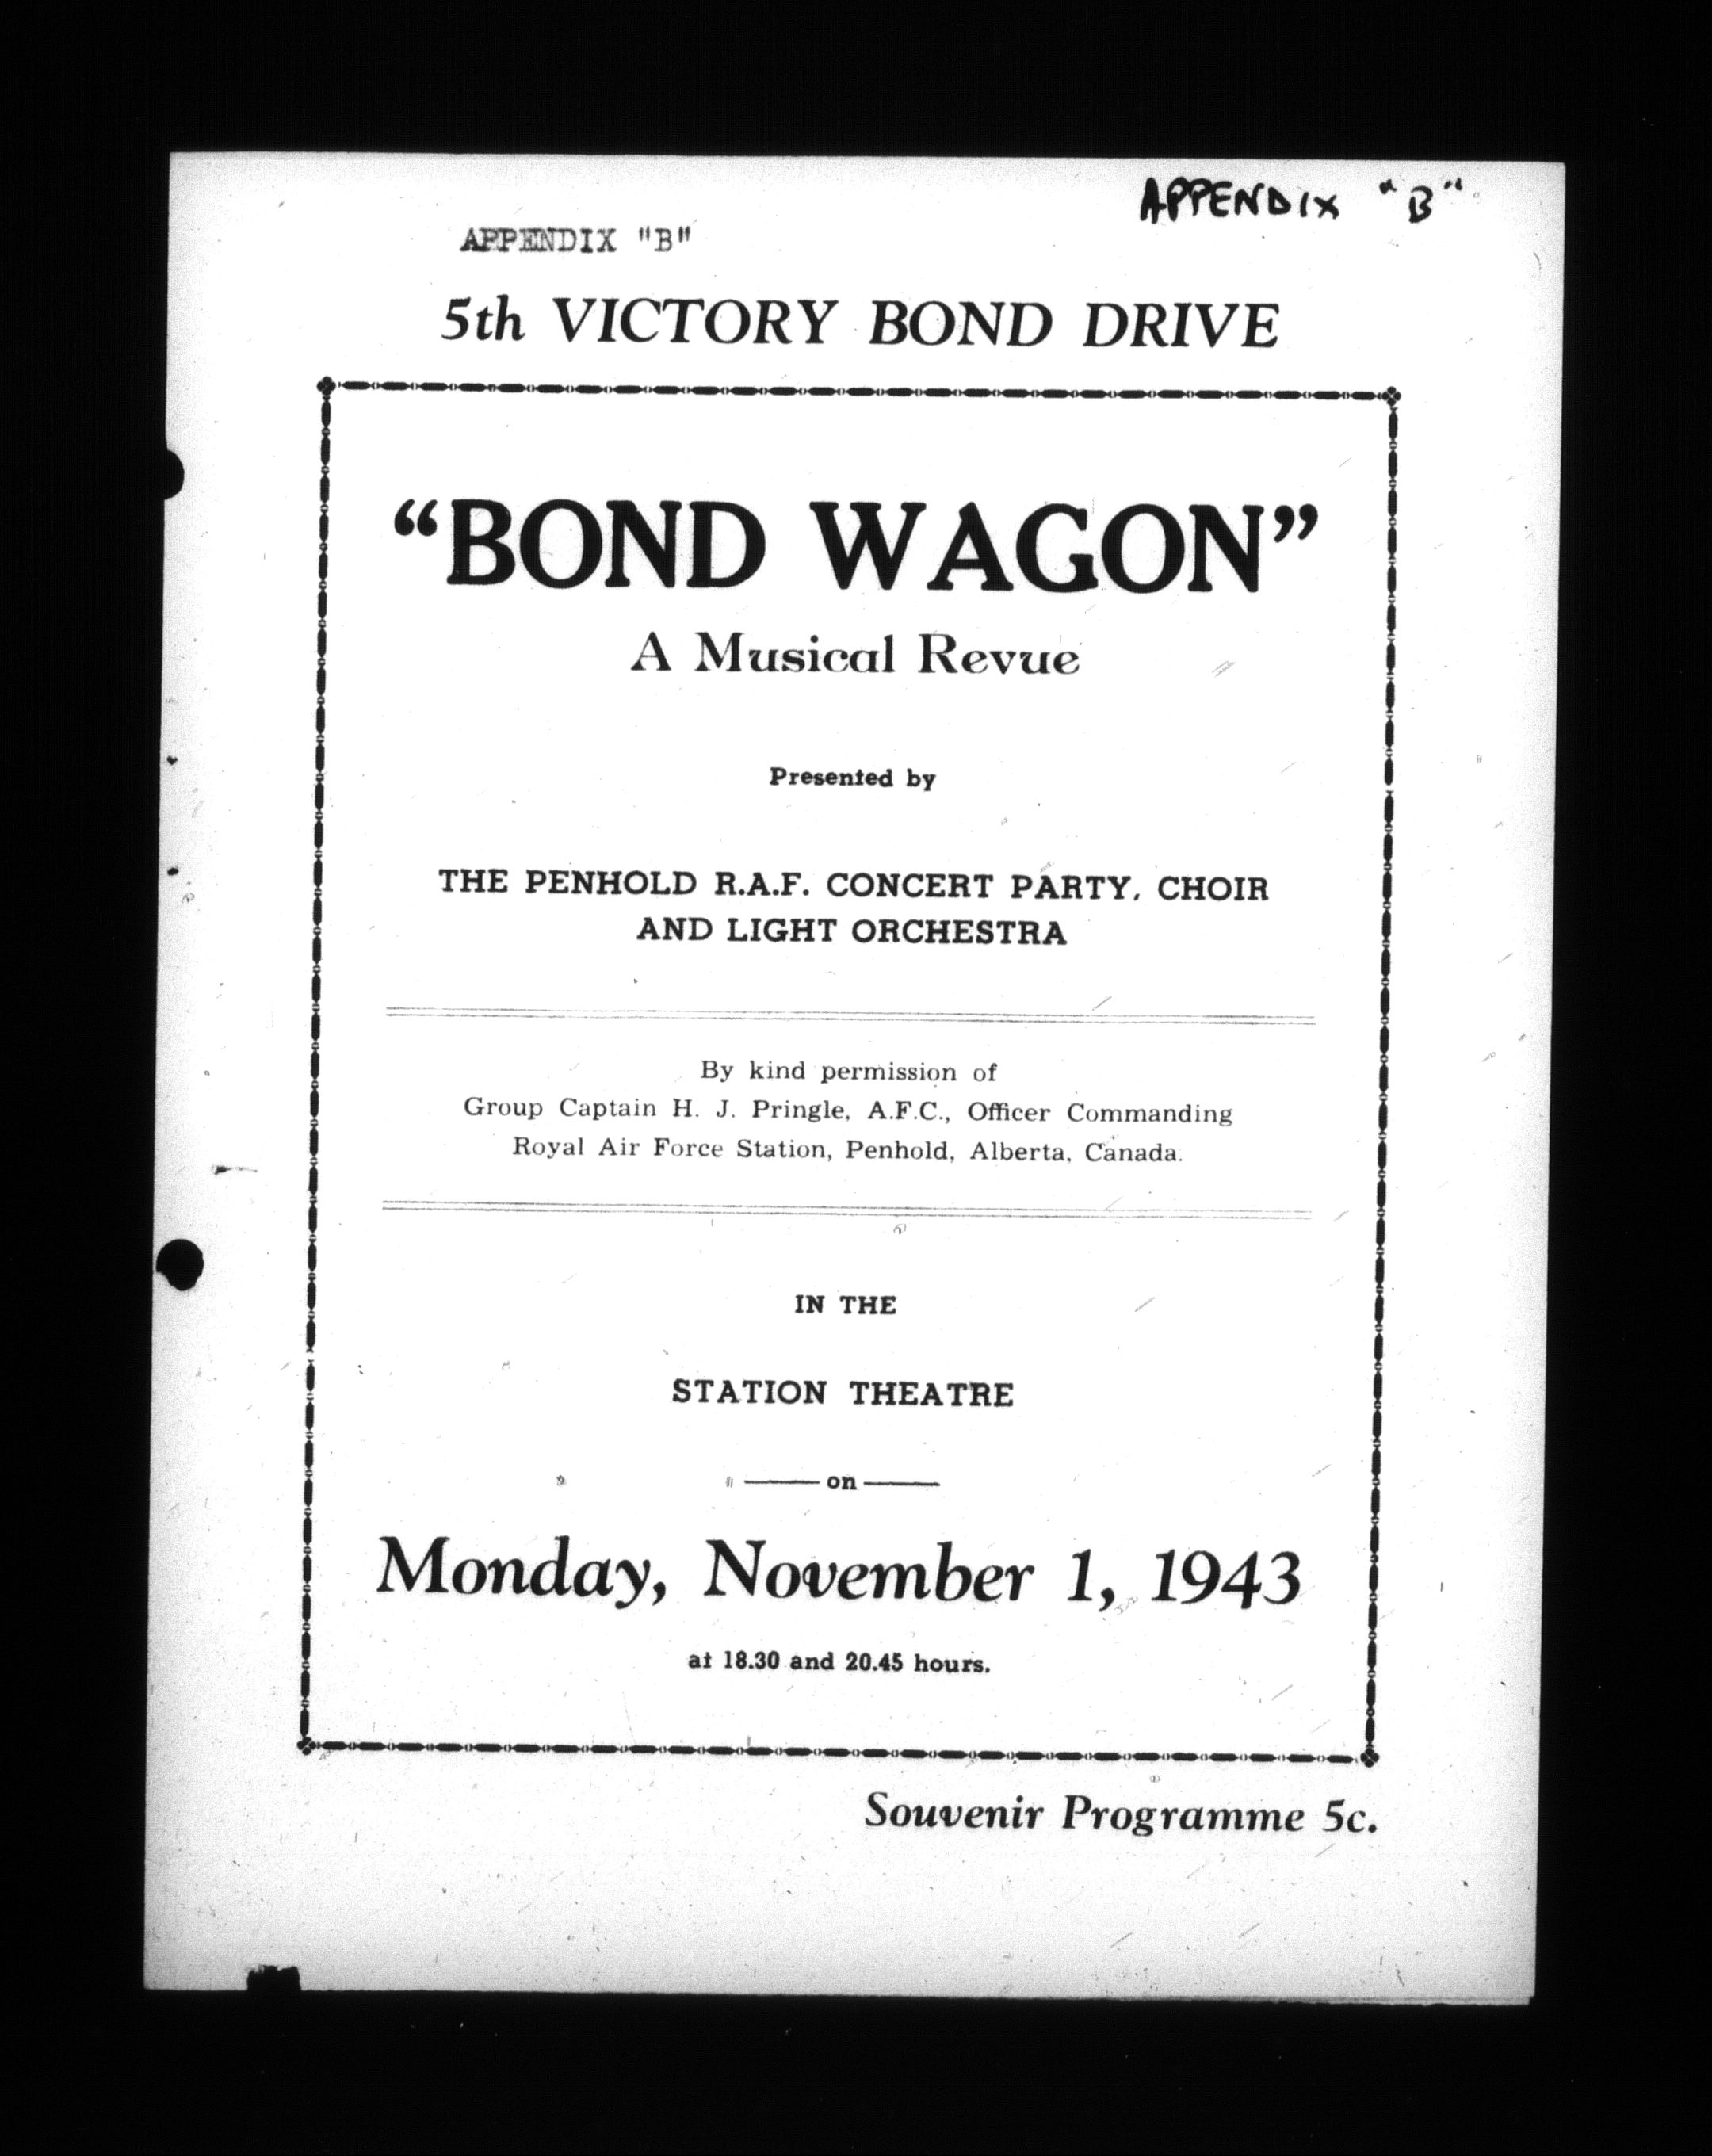 APPENDIX "B"
APPENDIX "B"
5th VICTORY BOND DRIVE
“BOND WAGON”
A Musical Revue
Presented by
THE PENHOLD R.A.F. CONCERT PARTY, CHOIR
AND LIGHT ORCHESTRA
By kind permission of
Group Captain H. J. Pringle, A.F.C., Officer Commanding
Royal Air Force Station, Penhold, Alberta, Canada.
IN THE
STATION THEATRE
on
Monday, November 1, 1943
at 18.30 and 20.45 hours.
Souvenir Programme 5c.